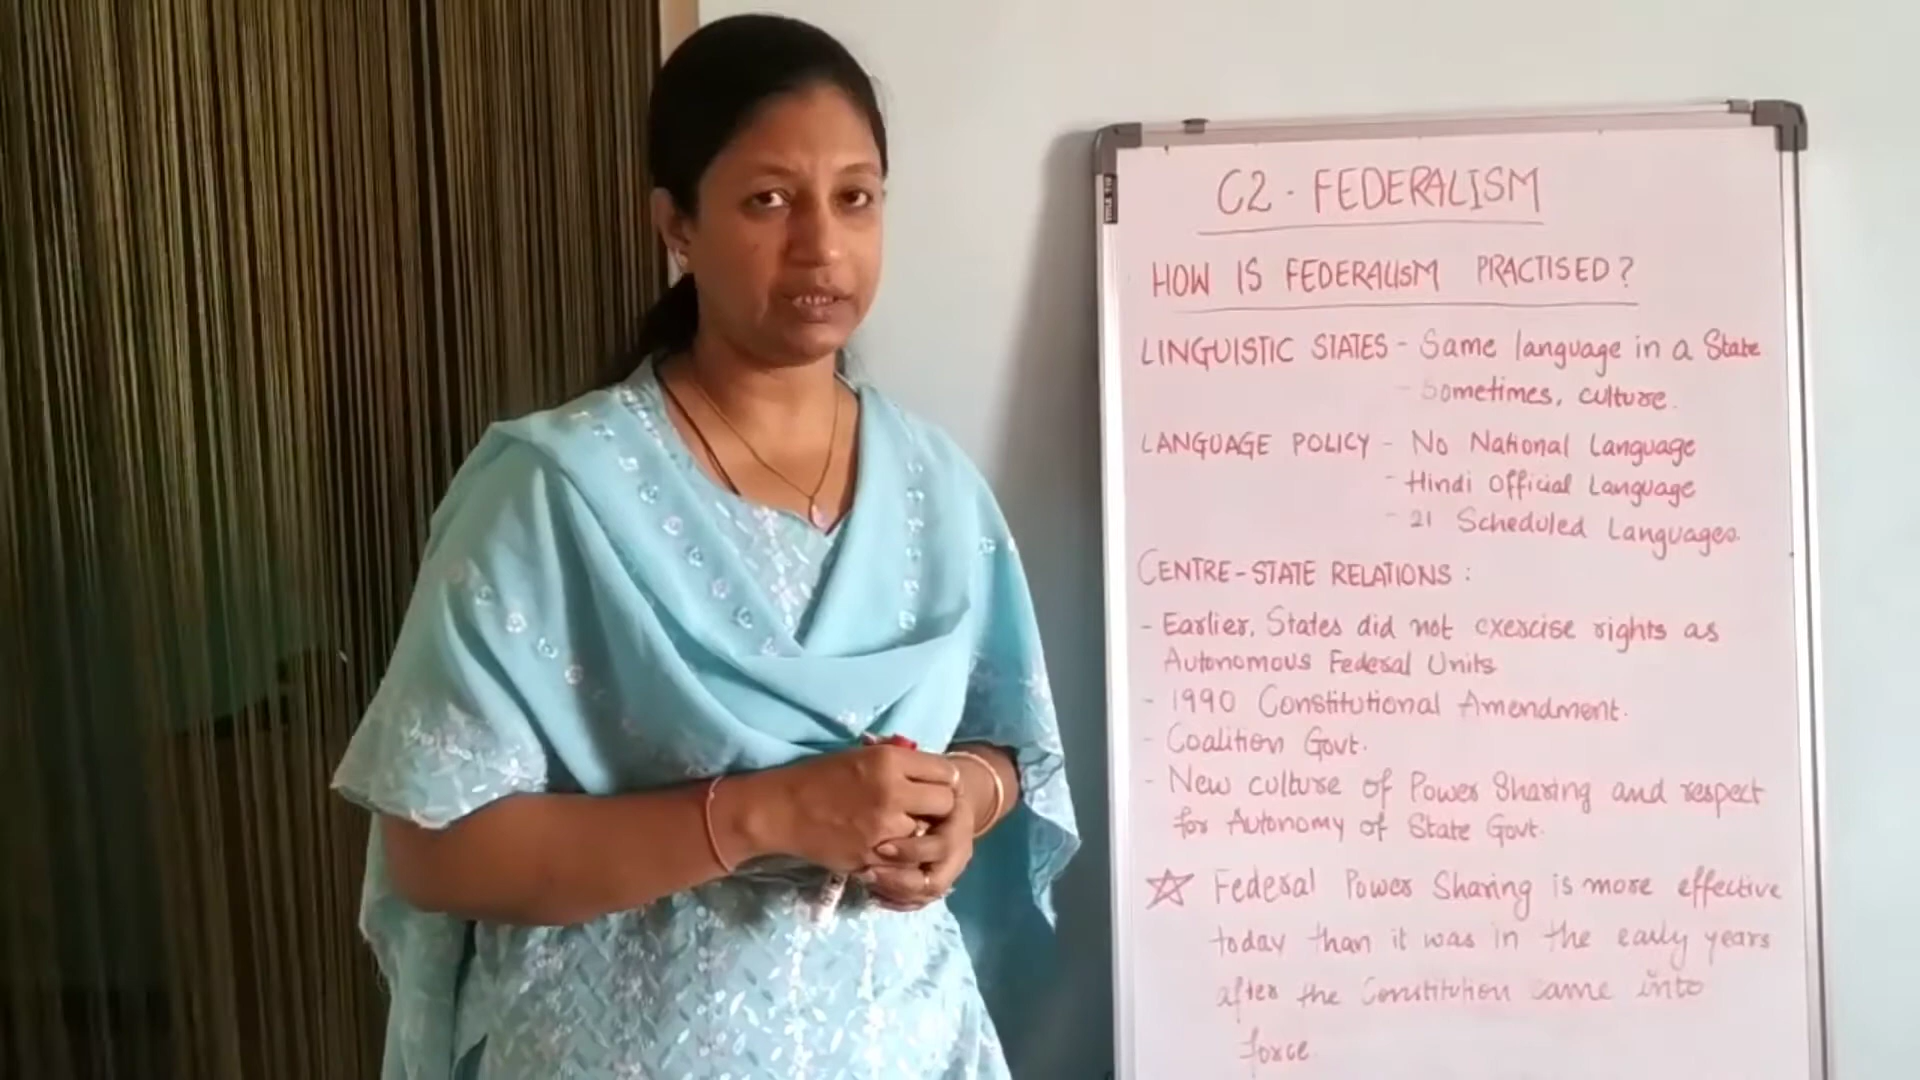 C2 - FEDERALISM
HOW IS FEDERALISM PRACTISED?
LINGUISTIC STATES - Same language in a State
- Sometimes, culture.
LANGUAGE POLICY - No National Language
- Hindi Official Language
- 21 Scheduled Languages.
CENTRE-STATE RELATIONS :
- Earlier, States did not exercise rights as
Autonomous Federal Units
- 1990 Constitutional Amendment.
- Coalition Govt.
- New culture of Power Sharing and respect
for Autonomy of State Govt.
☆ Federal Power Sharing is more effective
today than it was in the early years
after the Constitution came into
force.